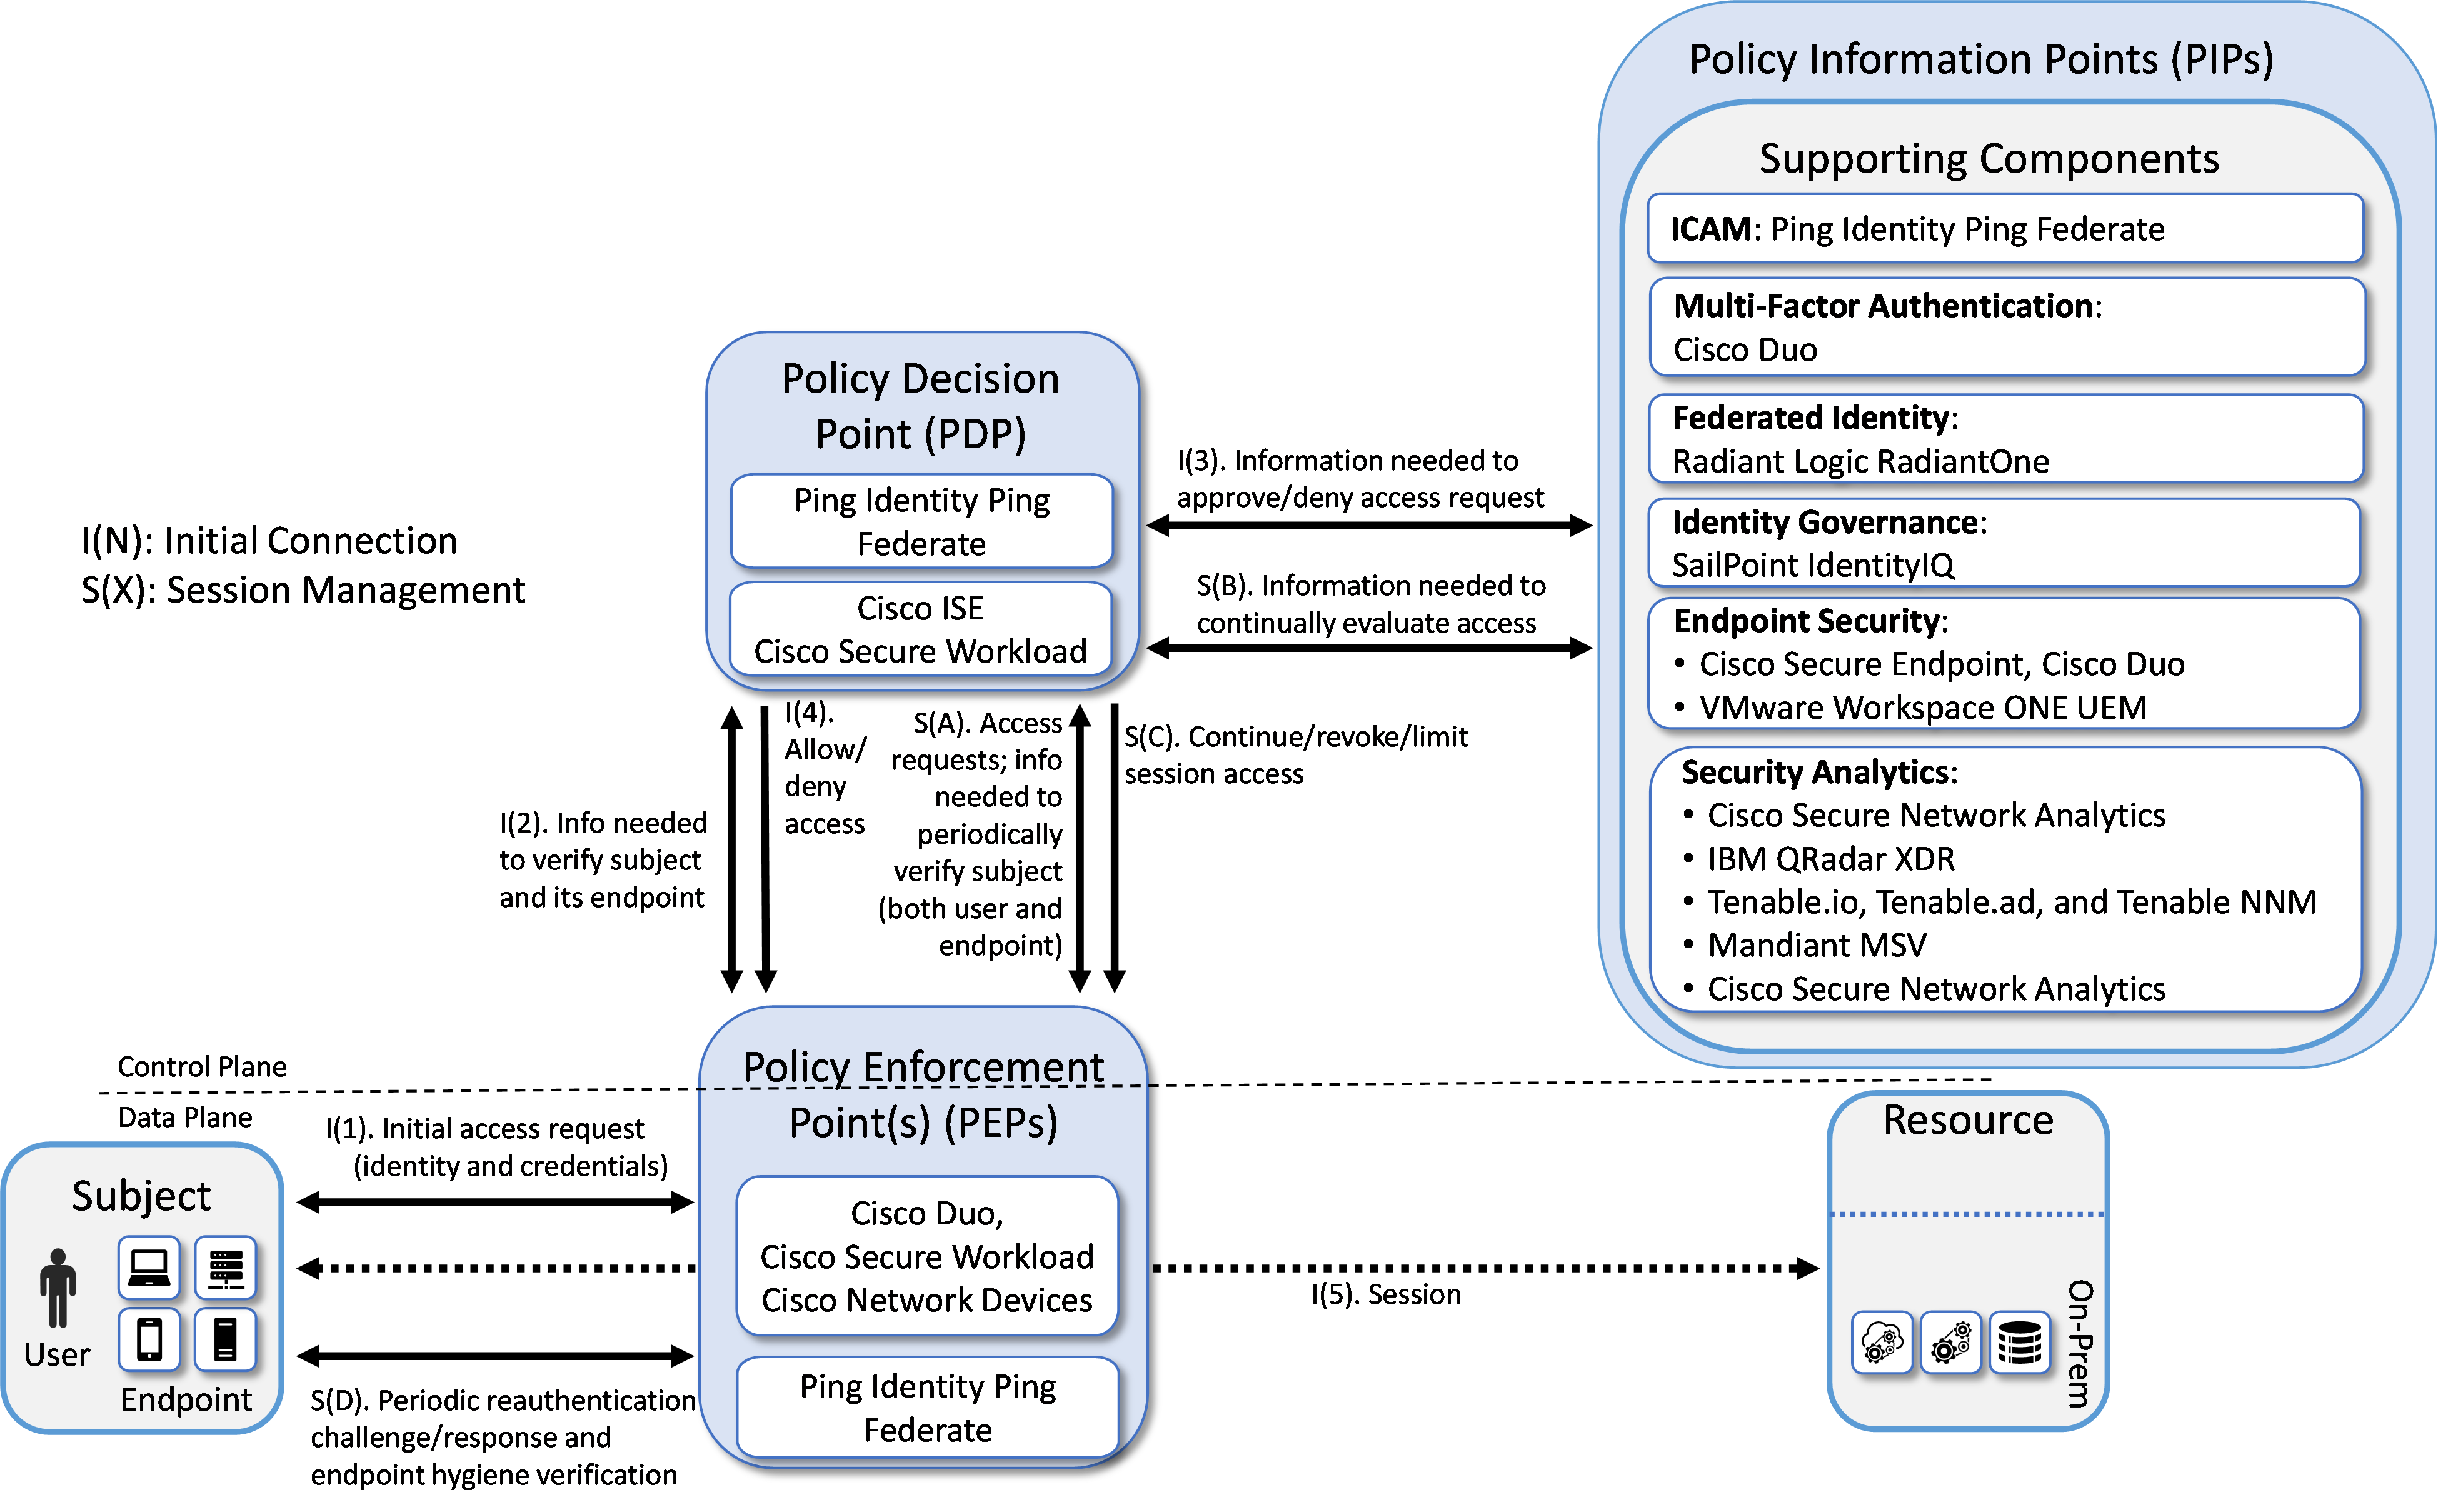 Policy Information Points (PIPs)
Supporting Components
ICAM: Ping Identity Ping Federate
Multi-Factor Authentication:
Cisco Duo
Federated Identity:
Radiant Logic RadiantOne
Identity Governance:
SailPoint IdentityIQ
Endpoint Security:
• Cisco Secure Endpoint, Cisco Duo
• VMware Workspace ONE UEM
Security Analytics:
• Cisco Secure Network Analytics
• IBM QRadar XDR
• Tenable.io, Tenable.ad, and Tenable NNM
• Mandiant MSV
• Cisco Secure Network Analytics
Policy Decision
Point (PDP)
Ping Identity Ping
Federate
Cisco ISE
Cisco Secure Workload
I(3). Information needed to
approve/deny access request
S(B). Information needed to
continually evaluate access
I(N): Initial Connection
S(X): Session Management
I(2). Info needed
to verify subject
and its endpoint
I(4).
Allow/
deny
access
S(A). Access
requests; info
needed to
periodically
verify subject
(both user and
endpoint)
S(C). Continue/revoke/limit
session access
Control Plane
Data Plane
Policy Enforcement
Point(s) (PEPs)
Cisco Duo,
Cisco Secure Workload
Cisco Network Devices
Ping Identity Ping
Federate
I(1). Initial access request
(identity and credentials)
Subject
User
Endpoint
S(D). Periodic reauthentication
challenge/response and
endpoint hygiene verification
I(5). Session
Resource
On-Prem